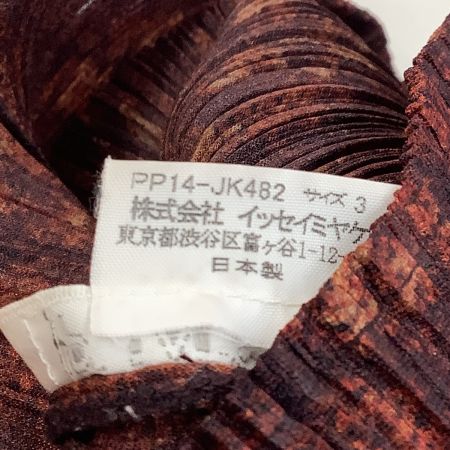 PP14-JK482 サイズ 3
株式会社 イッセイミヤケ
東京都渋谷区富ヶ谷1-12-
日本製